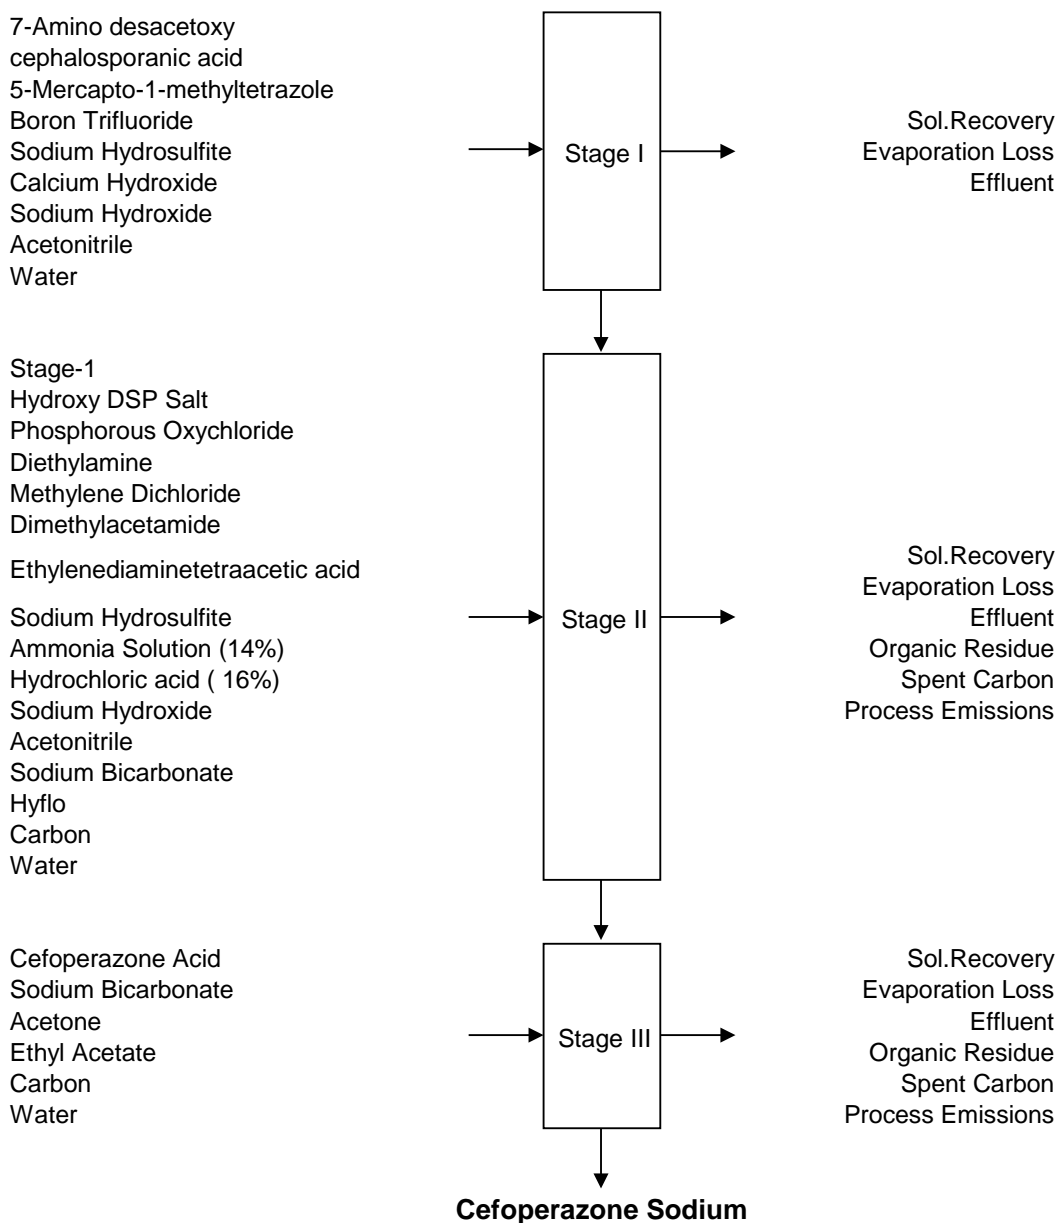 7-Amino desacetoxy
cephalosporanic acid
5-Mercapto-1-methyltetrazole
Boron Trifluoride
Sodium Hydrosulfite
Calcium Hydroxide
Sodium Hydroxide
Acetonitrile
Water
Stage I
Sol.Recovery
Evaporation Loss
Effluent
Stage-1
Hydroxy DSP Salt
Phosphorous Oxychloride
Diethylamine
Methylene Dichloride
Dimethylacetamide
Ethylenediaminetetraacetic acid
Sodium Hydrosulfite
Ammonia Solution (14%)
Hydrochloric acid ( 16%)
Sodium Hydroxide
Acetonitrile
Sodium Bicarbonate
Hyflo
Carbon
Water
Stage II
Sol.Recovery
Evaporation Loss
Effluent
Organic Residue
Spent Carbon
Process Emissions
Cefoperazone Acid
Sodium Bicarbonate
Acetone
Ethyl Acetate
Carbon
Water
Stage III
Sol.Recovery
Evaporation Loss
Effluent
Organic Residue
Spent Carbon
Process Emissions
Cefoperazone Sodium